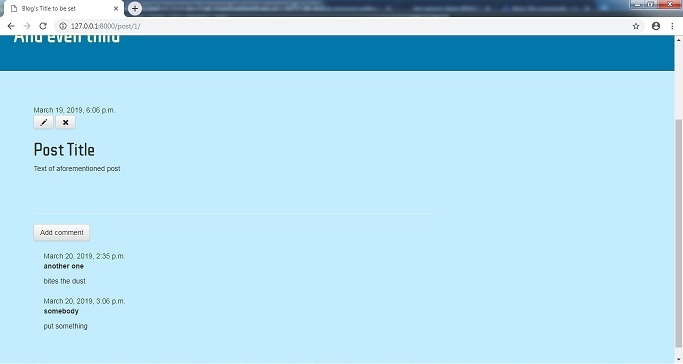 Blog's Title to be set
127.0.0.1:8000/post/1/
And even third
March 19, 2019, 6:06 p.m.
Post Title
Text of aforementioned post
Add comment
March 20, 2019, 2:35 p.m.
another one
bites the dust
March 20, 2019, 3:06 p.m.
somebody
put something